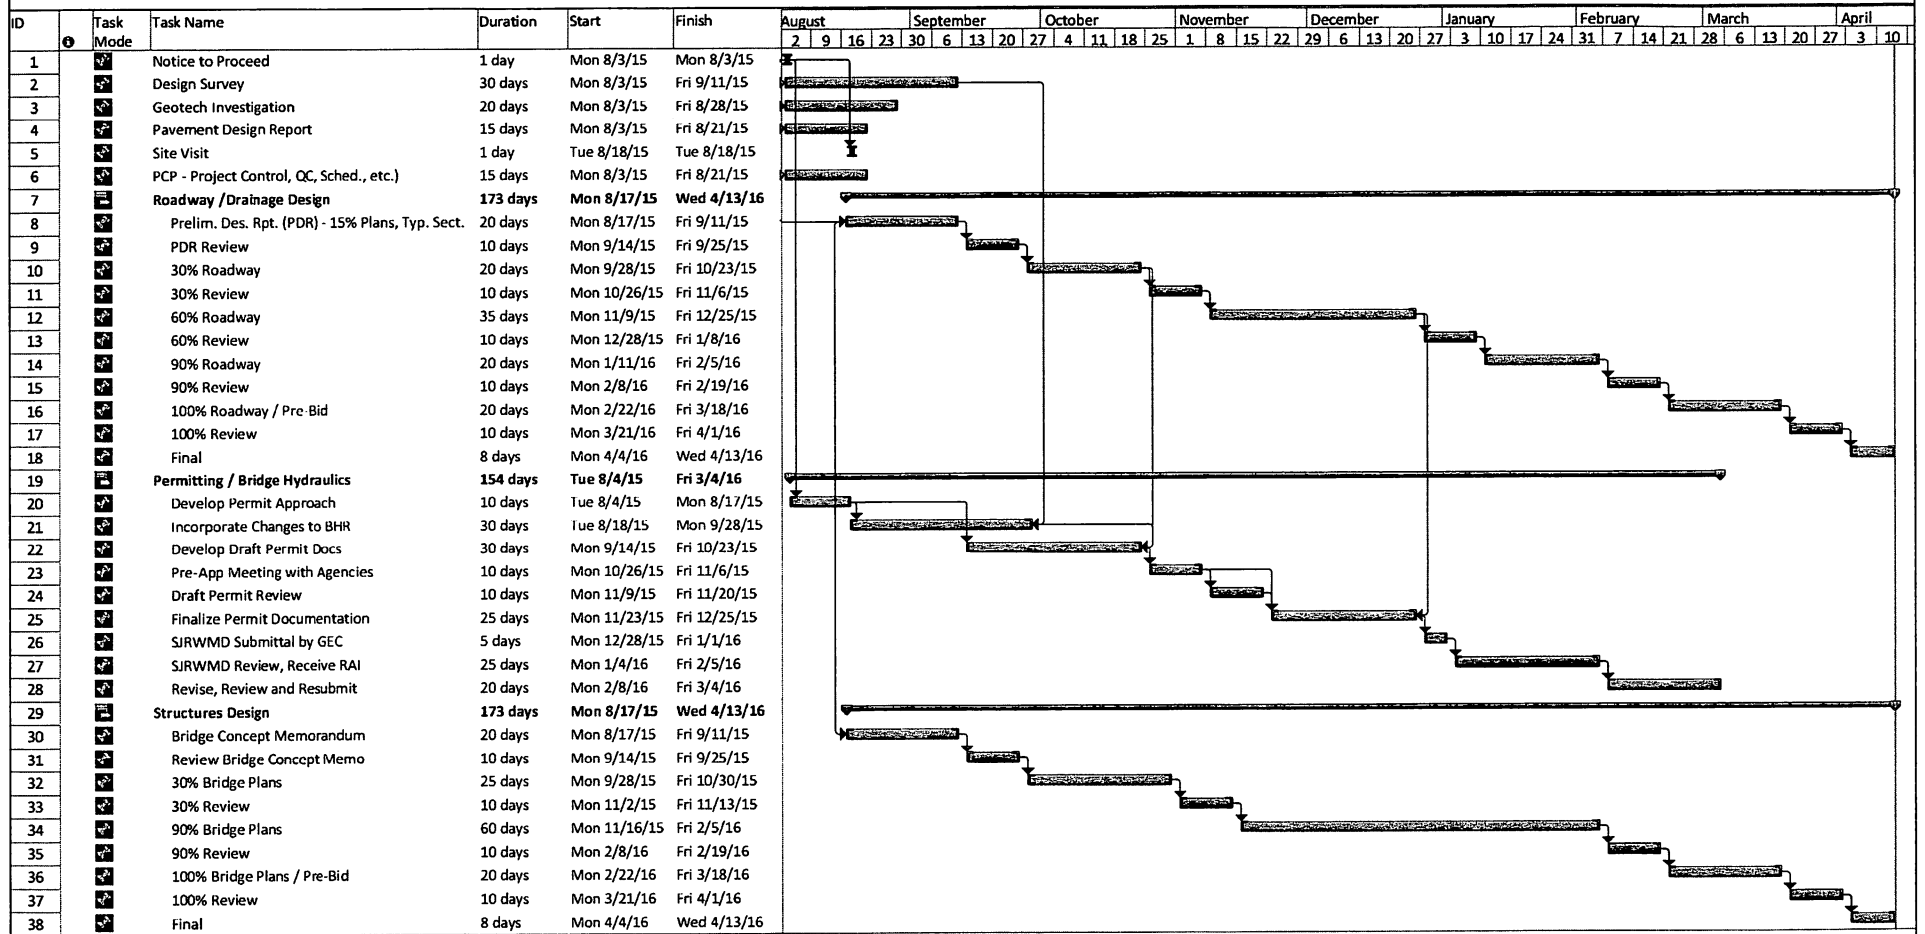 ID Task Mode Task Name Duration Start Finish August September October November December January February March April
2 9 16 23 30 6 13 20 27 4 11 18 25 1 8 15 22 29 6 13 20 27 3 10 17 24 31 7 14 21 28 6 13 20 27 3 10
1 Notice to Proceed 1 day Mon 8/3/15 Mon 8/3/15
2 Design Survey 30 days Mon 8/3/15 Fri 9/11/15
3 Geotech Investigation 20 days Mon 8/3/15 Fri 8/28/15
4 Pavement Design Report 15 days Mon 8/3/15 Fri 8/21/15
5 Site Visit 1 day Tue 8/18/15 Tue 8/18/15
6 PCP - Project Control, QC, Sched., etc.) 15 days Mon 8/3/15 Fri 8/21/15
7 Roadway /Drainage Design 173 days Mon 8/17/15 Wed 4/13/16
8 Prelim. Des. Rpt. (PDR) - 15% Plans, Typ. Sect. 20 days Mon 8/17/15 Fri 9/11/15
9 PDR Review 10 days Mon 9/14/15 Fri 9/25/15
10 30% Roadway 20 days Mon 9/28/15 Fri 10/23/15
11 30% Review 10 days Mon 10/26/15 Fri 11/6/15
12 60% Roadway 35 days Mon 11/9/15 Fri 12/25/15
13 60% Review 10 days Mon 12/28/15 Fri 1/8/16
14 90% Roadway 20 days Mon 1/11/16 Fri 2/5/16
15 90% Review 10 days Mon 2/8/16 Fri 2/19/16
16 100% Roadway / Pre-Bid 20 days Mon 2/22/16 Fri 3/18/16
17 100% Review 10 days Mon 3/21/16 Fri 4/1/16
18 Final 8 days Mon 4/4/16 Wed 4/13/16
19 Permitting / Bridge Hydraulics 154 days Tue 8/4/15 Fri 3/4/16
20 Develop Permit Approach 10 days Tue 8/4/15 Mon 8/17/15
21 Incorporate Changes to BHR 30 days Tue 8/18/15 Mon 9/28/15
22 Develop Draft Permit Docs 30 days Mon 9/14/15 Fri 10/23/15
23 Pre-App Meeting with Agencies 10 days Mon 10/26/15 Fri 11/6/15
24 Draft Permit Review 10 days Mon 11/9/15 Fri 11/20/15
25 Finalize Permit Documentation 25 days Mon 11/23/15 Fri 12/25/15
26 SJRWMD Submittal by GEC 5 days Mon 12/28/15 Fri 1/1/16
27 SJRWMD Review, Receive RAI 25 days Mon 1/4/16 Fri 2/5/16
28 Revise, Review and Resubmit 20 days Mon 2/8/16 Fri 3/4/16
29 Structures Design 173 days Mon 8/17/15 Wed 4/13/16
30 Bridge Concept Memorandum 20 days Mon 8/17/15 Fri 9/11/15
31 Review Bridge Concept Memo 10 days Mon 9/14/15 Fri 9/25/15
32 30% Bridge Plans 25 days Mon 9/28/15 Fri 10/30/15
33 30% Review 10 days Mon 11/2/15 Fri 11/13/15
34 90% Bridge Plans 60 days Mon 11/16/15 Fri 2/5/16
35 90% Review 10 days Mon 2/8/16 Fri 2/19/16
36 100% Bridge Plans / Pre-Bid 20 days Mon 2/22/16 Fri 3/18/16
37 100% Review 10 days Mon 3/21/16 Fri 4/1/16
38 Final 8 days Mon 4/4/16 Wed 4/13/16